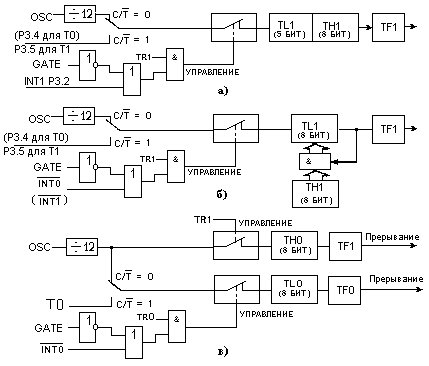 OSC ÷12 C/T̅ = 0 TL1 (5 БИТ) TH1 (8 БИТ) TF1
(P3.4 для T0) C/T̅ = 1
P3.5 для T1 TR1 &
GATE 1 1 УПРАВЛЕНИЕ
INT1 P3.2
а)
OSC ÷12 C/T̅ = 0 TL1 (8 БИТ) TF1
(P3.4 для T0) C/T̅ = 1
P3.5 для T1 TR1 & &
GATE 1 1 УПРАВЛЕНИЕ
I̅N̅T̅0̅ TH1 (8 БИТ)
(I̅N̅T̅1̅)
б)
TR1 УПРАВЛЕНИЕ
OSC ÷12 TH0 (8 БИТ) TF1 Прерывание
C/T̅ = 0 TL0 (8 БИТ) TF0 Прерывание
T0 C/T̅ = 1
TR0 & УПРАВЛЕНИЕ
GATE 1 1
I̅N̅T̅0̅
в)